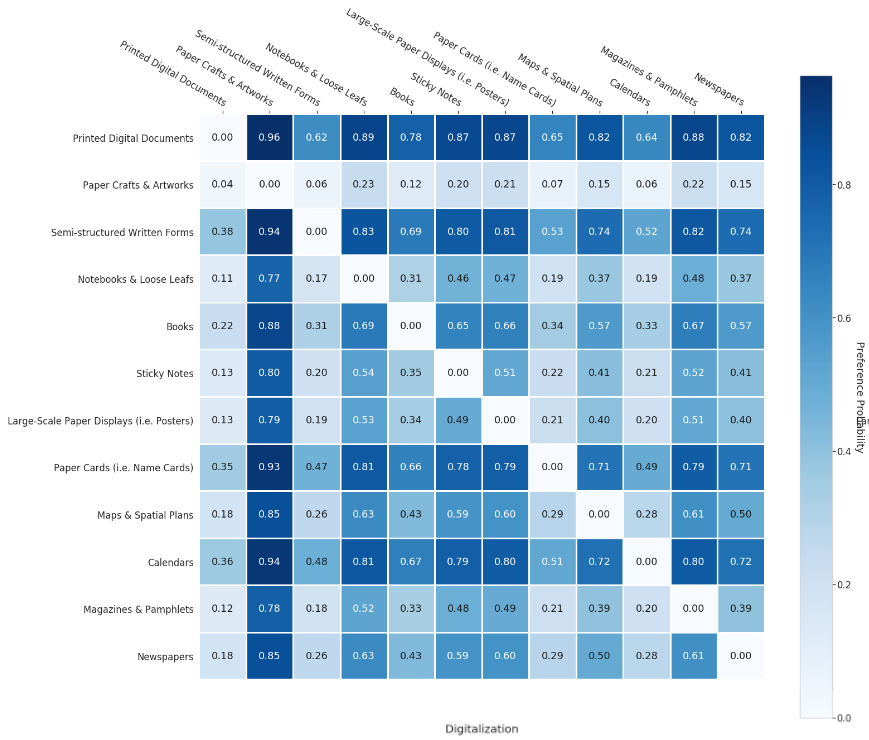 Printed Digital Documents
Paper Crafts & Artworks
Semi-structured Written Forms
Notebooks & Loose Leafs
Books
Sticky Notes
Large-Scale Paper Displays (i.e. Posters)
Paper Cards (i.e. Name Cards)
Maps & Spatial Plans
Calendars
Magazines & Pamphlets
Newspapers
Printed Digital Documents 0.00 0.96 0.62 0.89 0.78 0.87 0.87 0.65 0.82 0.64 0.88 0.82
Paper Crafts & Artworks 0.04 0.00 0.06 0.23 0.12 0.20 0.21 0.07 0.15 0.06 0.22 0.15
Semi-structured Written Forms 0.38 0.94 0.00 0.83 0.69 0.80 0.81 0.53 0.74 0.52 0.82 0.74
Notebooks & Loose Leafs 0.11 0.77 0.17 0.00 0.31 0.46 0.47 0.19 0.37 0.19 0.48 0.37
Books 0.22 0.88 0.31 0.69 0.00 0.65 0.66 0.34 0.57 0.33 0.67 0.57
Sticky Notes 0.13 0.80 0.20 0.54 0.35 0.00 0.51 0.22 0.41 0.21 0.52 0.41
Large-Scale Paper Displays (i.e. Posters) 0.13 0.79 0.19 0.53 0.34 0.49 0.00 0.21 0.40 0.20 0.51 0.40
Paper Cards (i.e. Name Cards) 0.35 0.93 0.47 0.81 0.66 0.78 0.79 0.00 0.71 0.49 0.79 0.71
Maps & Spatial Plans 0.18 0.85 0.26 0.63 0.43 0.59 0.60 0.29 0.00 0.28 0.61 0.50
Calendars 0.36 0.94 0.48 0.81 0.67 0.79 0.80 0.51 0.72 0.00 0.80 0.72
Magazines & Pamphlets 0.12 0.78 0.18 0.52 0.33 0.48 0.49 0.21 0.39 0.20 0.00 0.39
Newspapers 0.18 0.85 0.26 0.63 0.43 0.59 0.60 0.29 0.50 0.28 0.61 0.00
0.8
0.6
0.4
0.2
0.0
Preference Probability
Digitalization